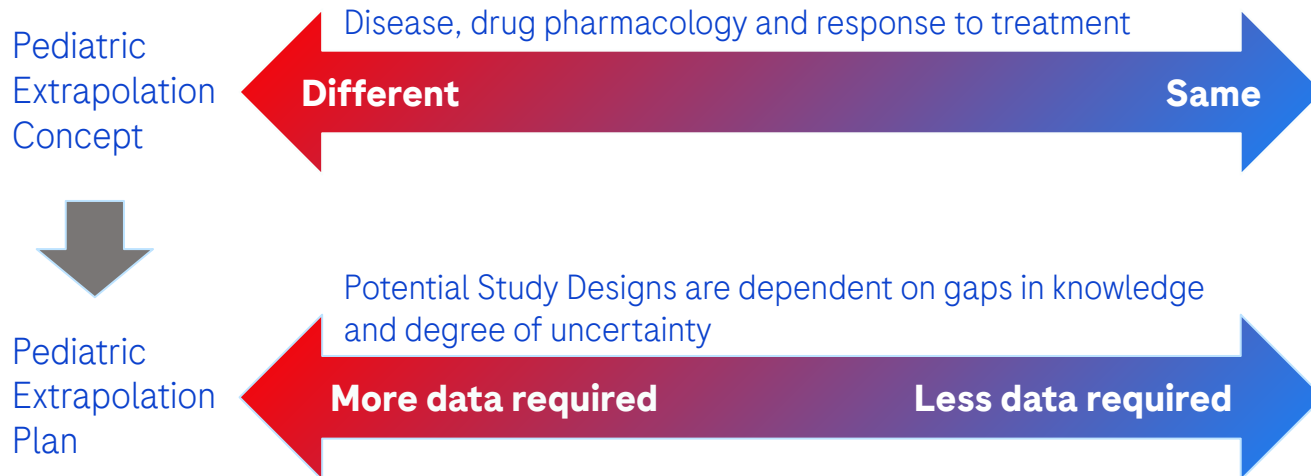 Disease, drug pharmacology and response to treatment
Pediatric
Extrapolation
Concept
Different
Same
Potential Study Designs are dependent on gaps in knowledge
and degree of uncertainty
Pediatric
Extrapolation
Plan
More data required
Less data required